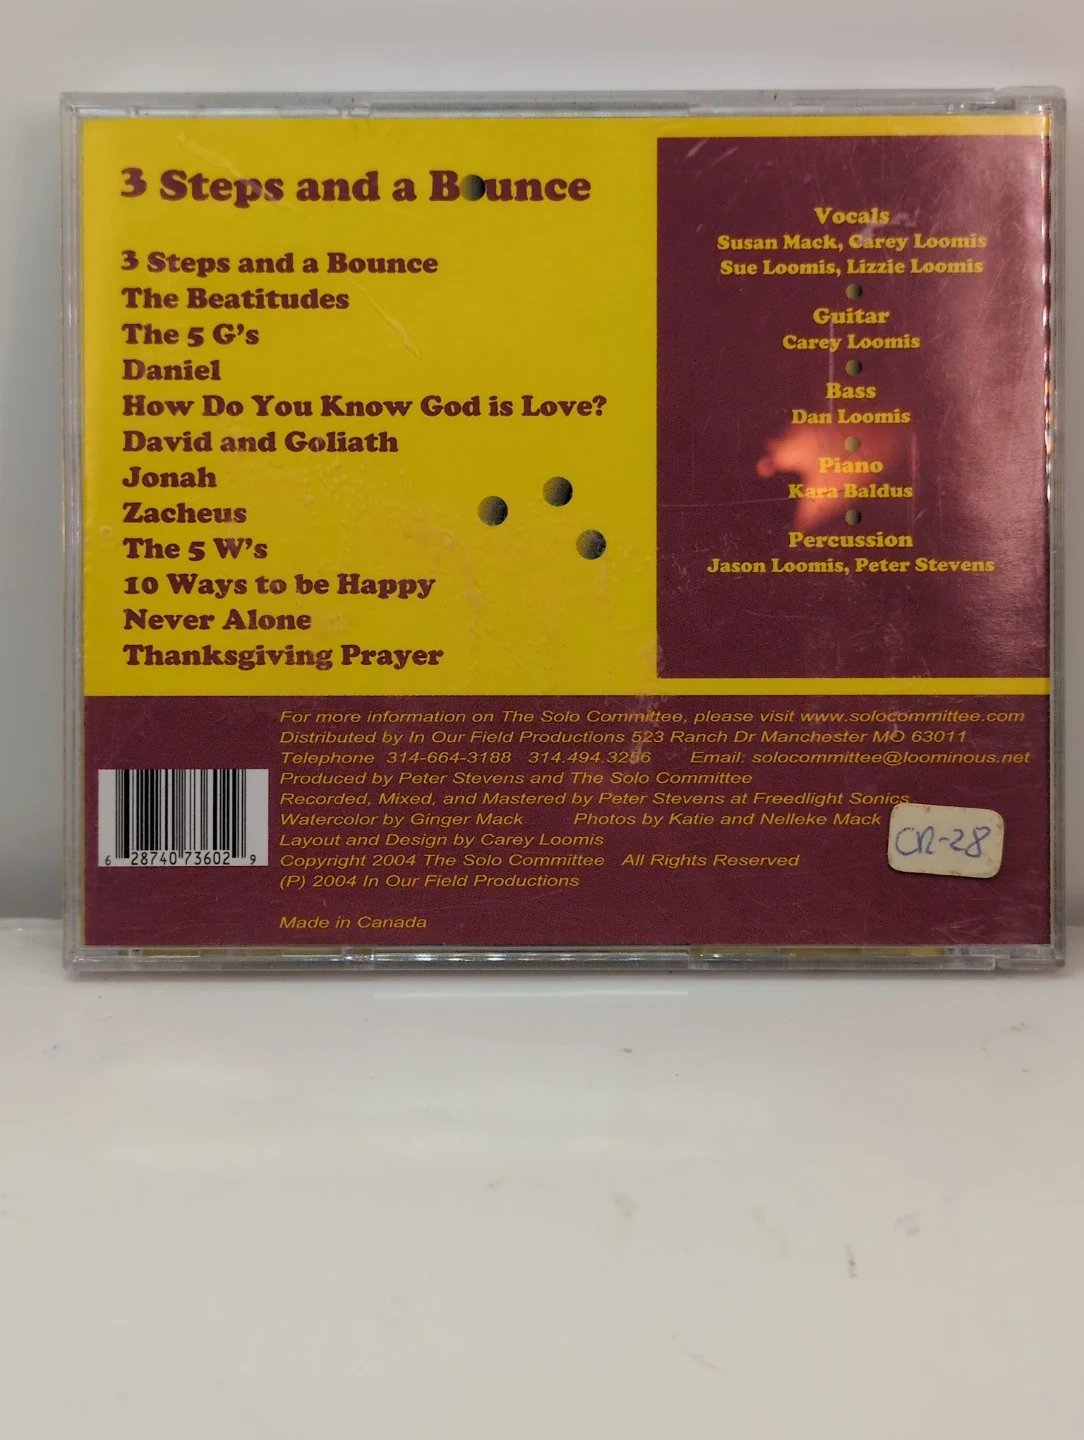 3 Steps and a Bounce
3 Steps and a Bounce
The Beatitudes
The 5 G's
Daniel
How Do You Know God is Love?
David and Goliath
Jonah
Zacheus
The 5 W's
10 Ways to be Happy
Never Alone
Thanksgiving Prayer
Vocals
Susan Mack, Carey Loomis
Sue Loomis, Lizzie Loomis
Guitar
Carey Loomis
Bass
Dan Loomis
Piano
Kara Baldus
Percussion
Jason Loomis, Peter Stevens
For more information on The Solo Committee, please visit www.solocommittee.com
Distributed by In Our Field Productions 523 Ranch Dr Manchester MO 63011
Telephone 314-664-3188 314.494.3256 Email: solocommittee@loominous.net
Produced by Peter Stevens and The Solo Committee
Recorded, Mixed, and Mastered by Peter Stevens at Freedlight Sonics
Watercolor by Ginger Mack Photos by Katie and Nelleke Mack
Layout and Design by Carey Loomis
Copyright 2004 The Solo Committee All Rights Reserved
(P) 2004 In Our Field Productions
Made in Canada
6 28740 73602 9